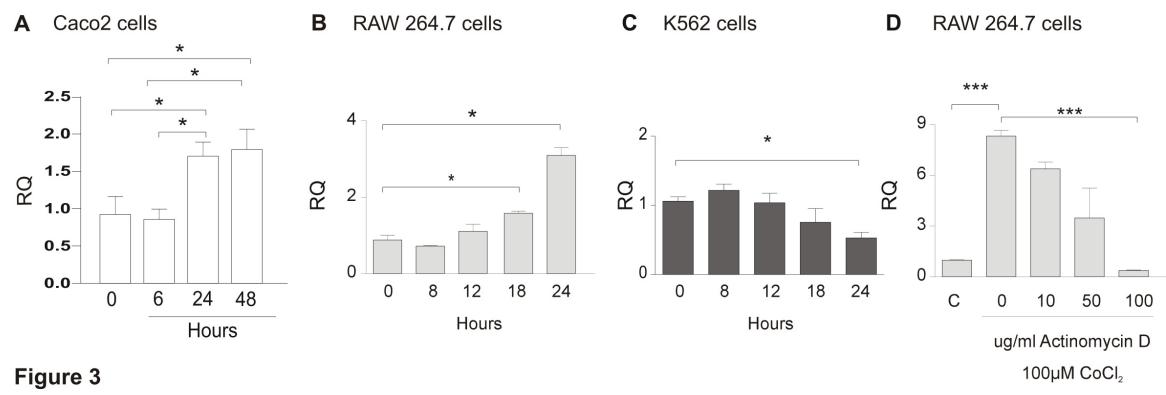 A Caco2 cells
B RAW 264.7 cells
C K562 cells
D RAW 264.7 cells
*
*
*
*
RQ
2.5
2.0
1.5
1.0
0.5
0.0
0 6 24 48
Hours
*
*
RQ
4
2
0
0 8 12 18 24
Hours
*
RQ
2
1
0
0 8 12 18 24
Hours
***
***
RQ
9
6
3
0
C 0 10 50 100
ug/ml Actinomycin D
100µM CoCl₂
Figure 3